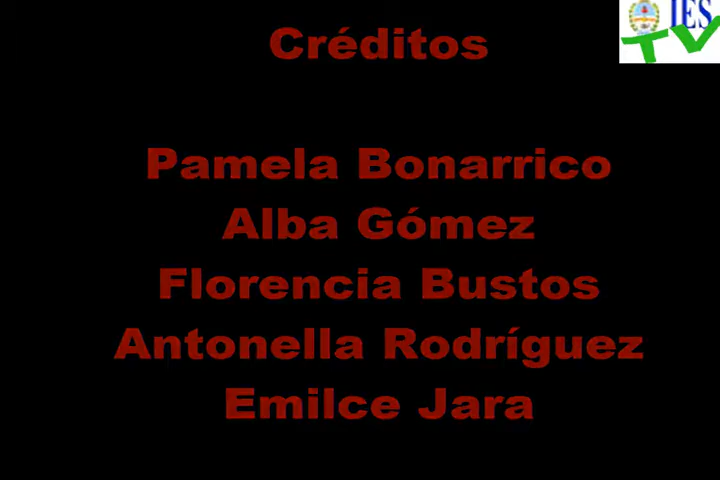 Créditos
IES
TV
Pamela Bonarrico
Alba Gómez
Florencia Bustos
Antonella Rodríguez
Emilce Jara